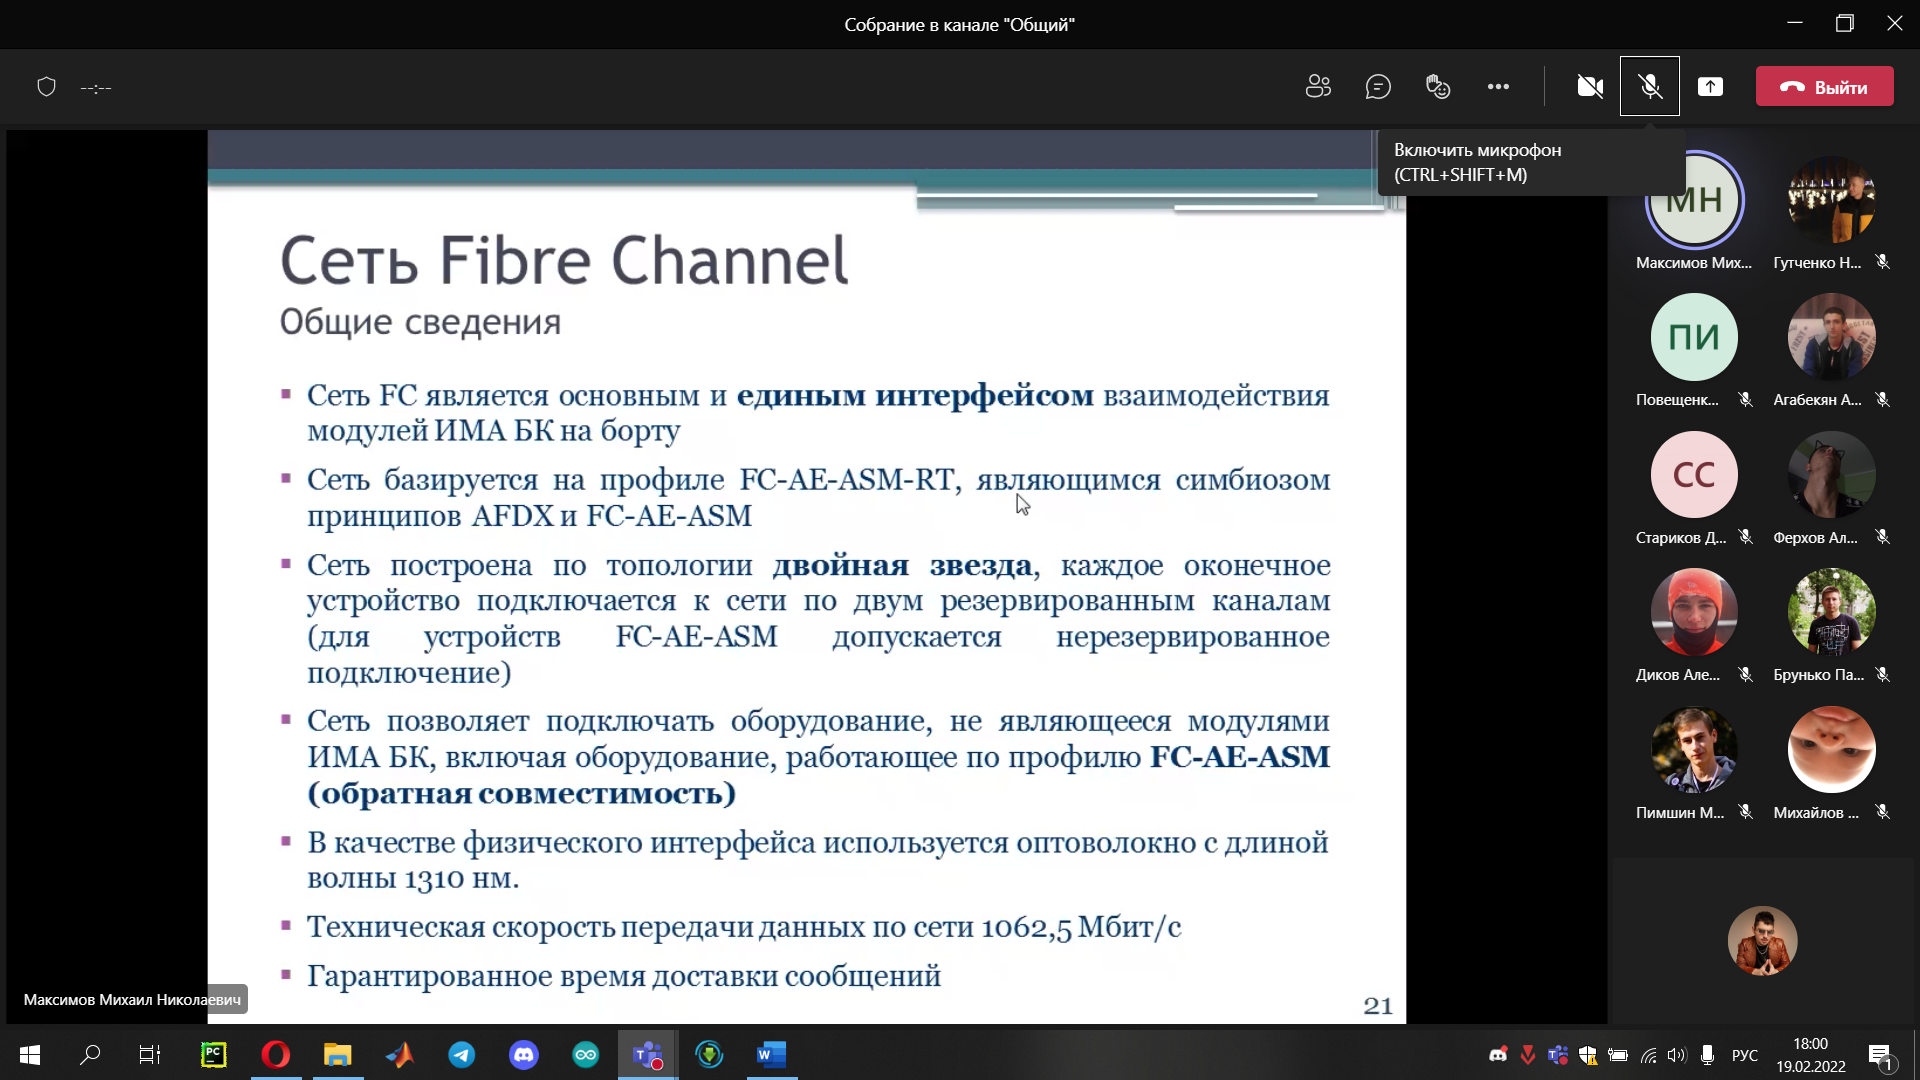 Собрание в канале "Общий"
--:--
Выйти
Включить микрофон
(CTRL+SHIFT+M)
МН
Максимов Мих...
Гутченко Н...
ПИ
Повещенк...
Агабекян А...
СС
Стариков Д...
Ферхов Ал...
Диков Але...
Брунько Па...
Пимшин М...
Михайлов ...
Сеть Fibre Channel
Общие сведения
Сеть FC является основным и единым интерфейсом взаимодействия
модулей ИМА БК на борту
Сеть базируется на профиле FC-AE-ASM-RT, являющимся симбиозом
принципов AFDX и FC-AE-ASM
Сеть построена по топологии двойная звезда, каждое оконечное
устройство подключается к сети по двум резервированным каналам
(для устройств FC-AE-ASM допускается нерезервированное
подключение)
Сеть позволяет подключать оборудование, не являющееся модулями
ИМА БК, включая оборудование, работающее по профилю FC-AE-ASM
(обратная совместимость)
В качестве физического интерфейса используется оптоволокно с длиной
волны 1310 нм.
Техническая скорость передачи данных по сети 1062,5 Мбит/с
Гарантированное время доставки сообщений
21
Максимов Михаил Николаевич
PC
T
W
РУС
18:00
19.02.2022
1